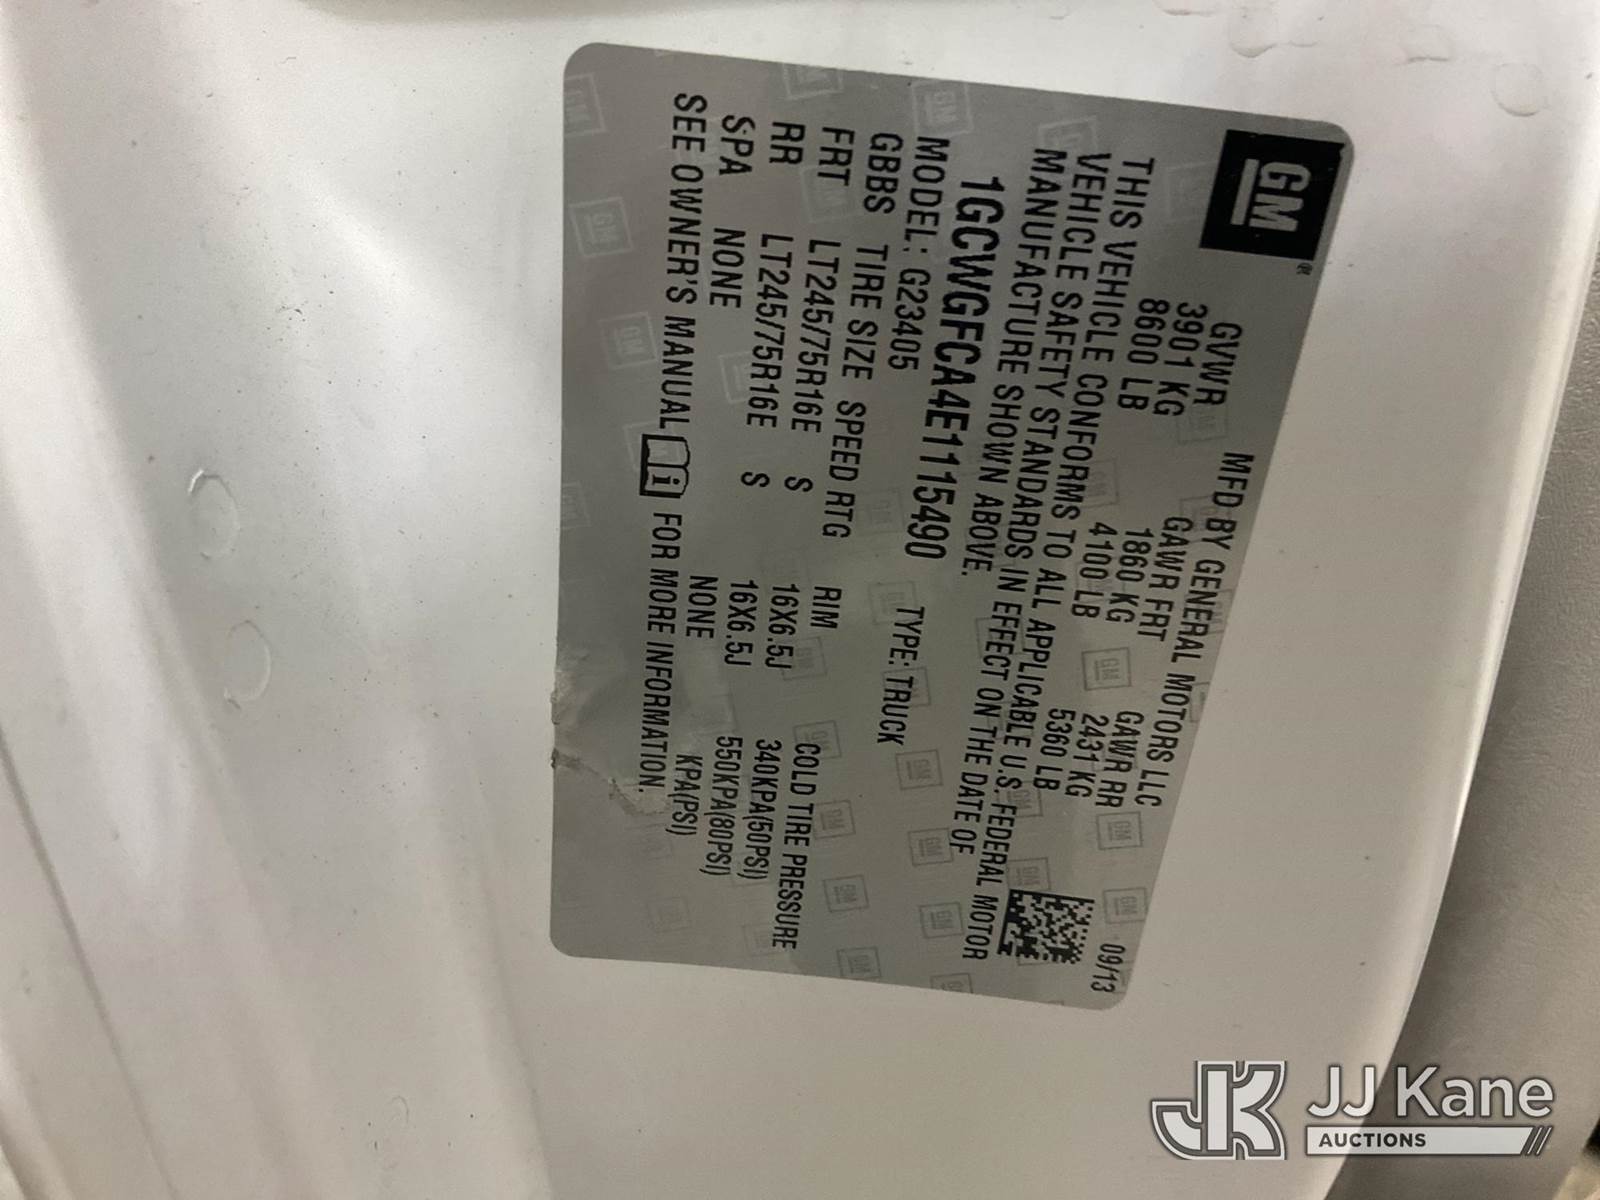 GM®
MFD BY GENERAL MOTORS LLC 09/13
GVWR GAWR FRT GAWR RR
3901 KG 1860 KG 2431 KG
8600 LB 4100 LB 5360 LB
THIS VEHICLE CONFORMS TO ALL APPLICABLE U.S. FEDERAL MOTOR
VEHICLE SAFETY STANDARDS IN EFFECT ON THE DATE OF
MANUFACTURE SHOWN ABOVE.
1GCWGFCA4E1115490 TYPE: TRUCK
MODEL: G23405
GBBS TIRE SIZE SPEED RTG RIM COLD TIRE PRESSURE
FRT LT245/75R16E S 16X6.5J 340KPA(50PSI)
RR LT245/75R16E S 16X6.5J 550KPA(80PSI)
SPA NONE NONE KPA(PSI)
SEE OWNER'S MANUAL i FOR MORE INFORMATION.
JK JJ Kane
AUCTIONS